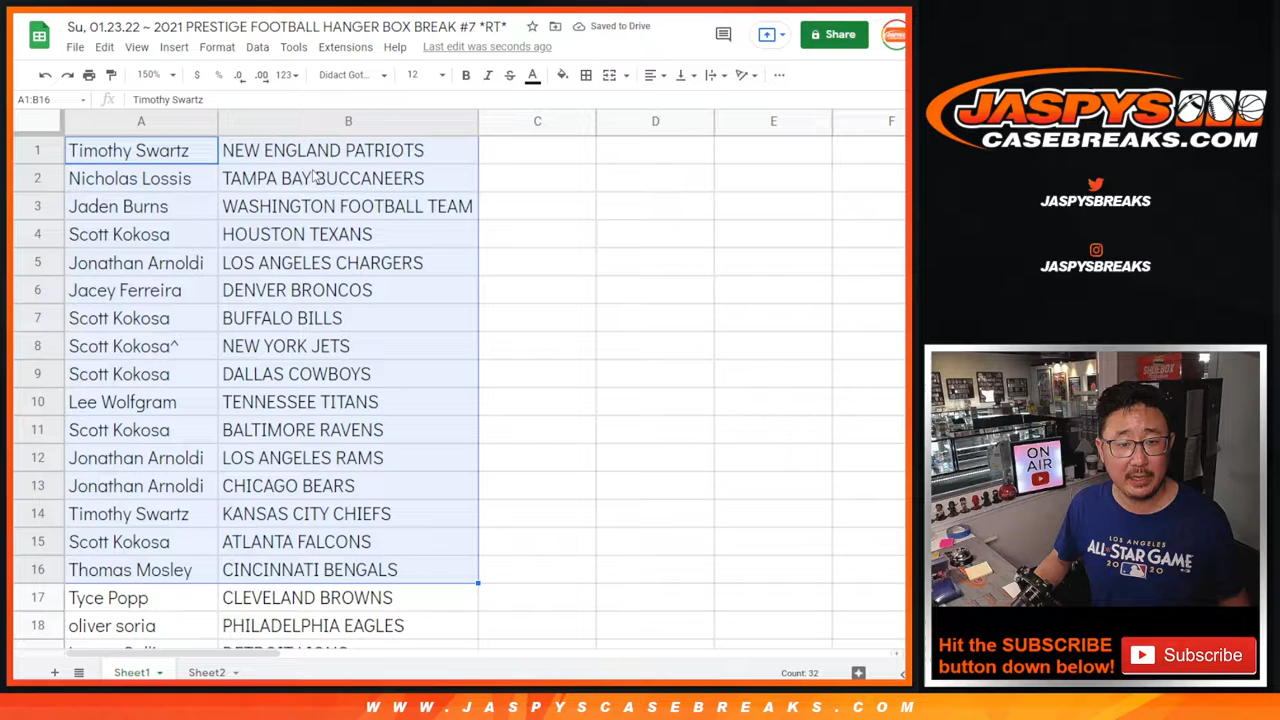 Su, 01.23.22 ~ 2021 PRESTIGE FOOTBALL HANGER BOX BREAK #7 *RT*
Saved to Drive
File Edit View Insert Format Data Tools Extensions Help Last edit was seconds ago
Share
150% $ % .0 .00 123 Didact Got... 12 B I S A
A1:B16 fx Timothy Swartz
A B C D E F
1 Timothy Swartz NEW ENGLAND PATRIOTS
2 Nicholas Lossis TAMPA BAY BUCCANEERS
3 Jaden Burns WASHINGTON FOOTBALL TEAM
4 Scott Kokosa HOUSTON TEXANS
5 Jonathan Arnoldi LOS ANGELES CHARGERS
6 Jacey Ferreira DENVER BRONCOS
7 Scott Kokosa BUFFALO BILLS
8 Scott Kokosa^ NEW YORK JETS
9 Scott Kokosa DALLAS COWBOYS
10 Lee Wolfgram TENNESSEE TITANS
11 Scott Kokosa BALTIMORE RAVENS
12 Jonathan Arnoldi LOS ANGELES RAMS
13 Jonathan Arnoldi CHICAGO BEARS
14 Timothy Swartz KANSAS CITY CHIEFS
15 Scott Kokosa ATLANTA FALCONS
16 Thomas Mosley CINCINNATI BENGALS
17 Tyce Popp CLEVELAND BROWNS
18 oliver soria PHILADELPHIA EAGLES
Sheet1 Sheet2 Count: 32
JASPYS
CASEBREAKS.COM
JASPYSBREAKS
JASPYSBREAKS
SHOEBOX
ON
AIR
LOS ANGELES
ALL STAR GAME
2020
Hit the SUBSCRIBE
button down below!
Subscribe
WWW.JASPYSCASEBREAKS.COM